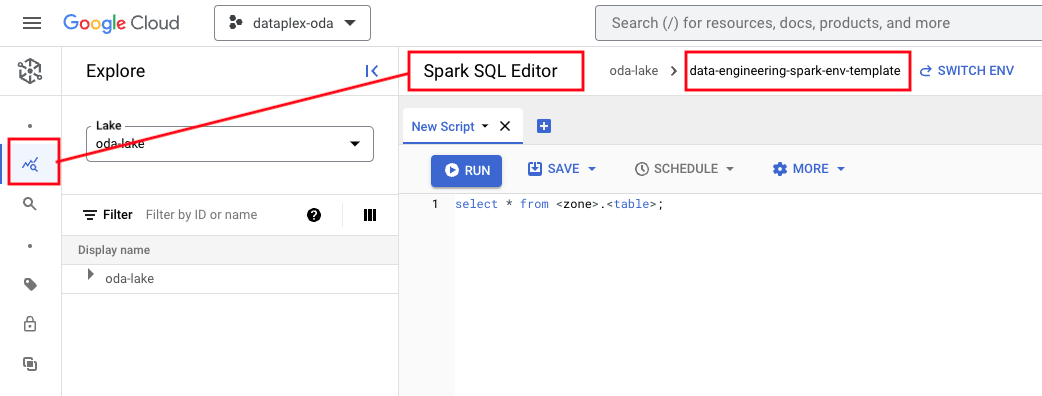 Google Cloud
dataplex-oda
Search (/) for resources, docs, products, and more
Explore
Spark SQL Editor
oda-lake
data-engineering-spark-env-template
SWITCH ENV
Lake
oda-lake
New Script
RUN
SAVE
SCHEDULE
MORE
Filter
Filter by ID or name
?
1 select * from <zone>.<table>;
Display name
oda-lake